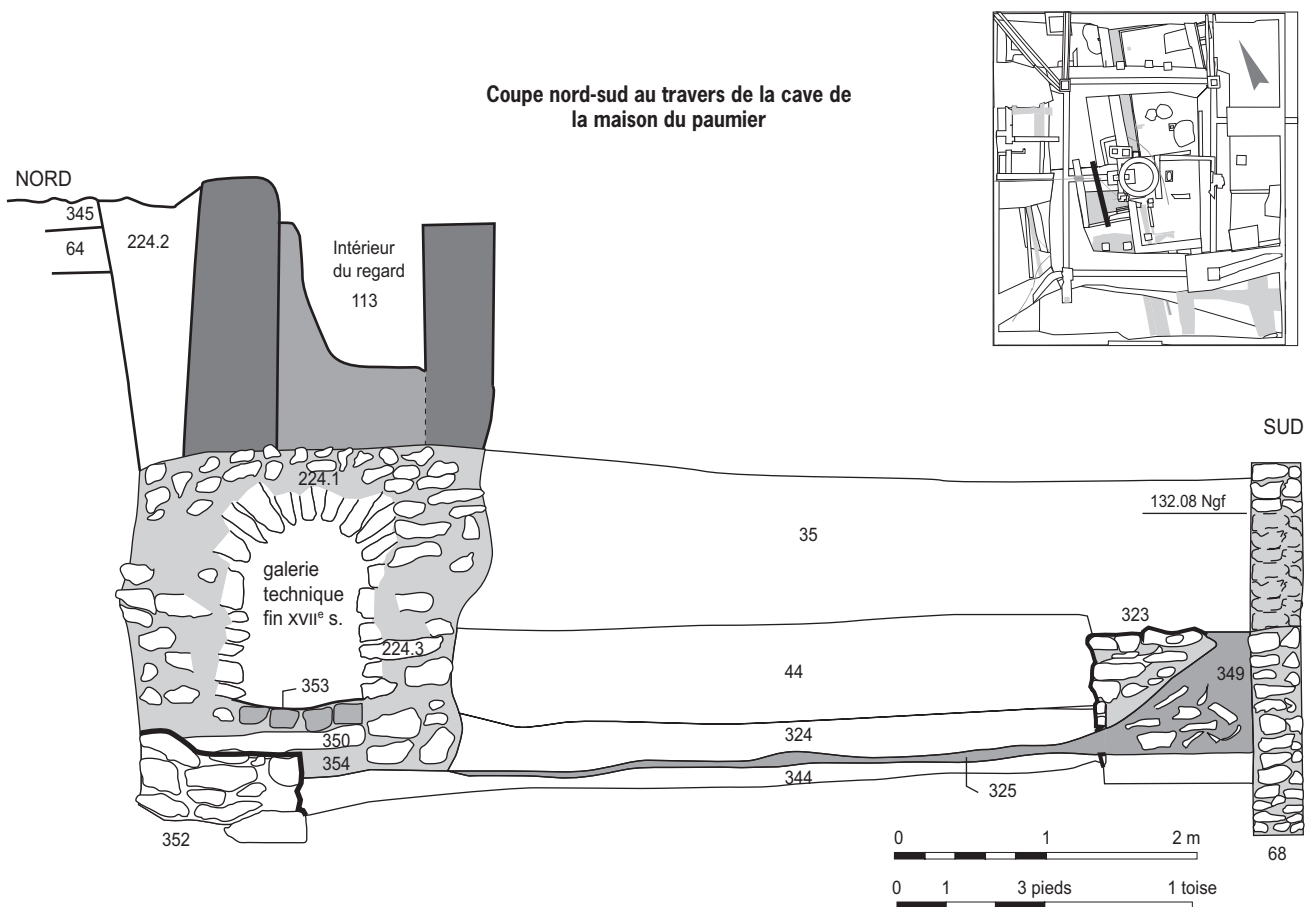 Coupe nord-sud au travers de la cave de
la maison du paumier
NORD
345
64
224.2
Intérieur
du regard
113
SUD
224.1
132.08 Ngf
35
galerie
technique
fin XVIIᵉ s.
323
224.3
44
349
353
350
324
354
344
325
352
0 1 2 m
68
0 1 3 pieds 1 toise